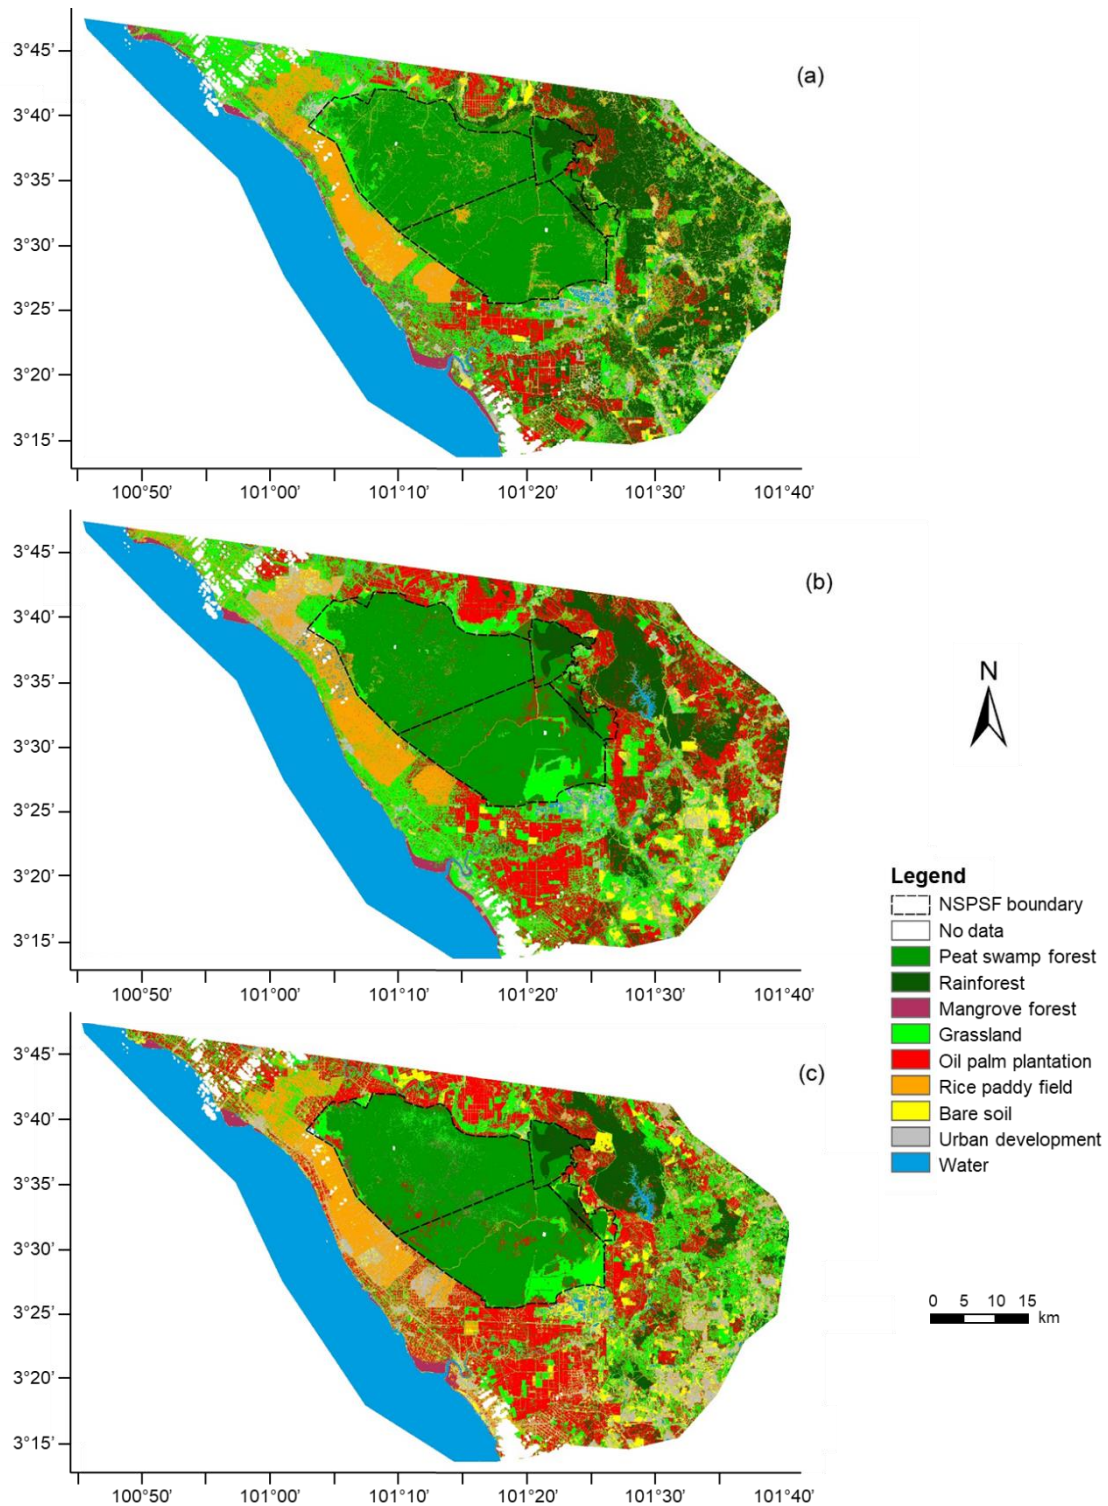 (a)
3°45’
3°40’
3°35’
3°30’
3°25’
3°20’
3°15’
100°50’ 101°00’ 101°10’ 101°20’ 101°30’ 101°40’
(b)
3°45’
3°40’
3°35’
3°30’
3°25’
3°20’
3°15’
100°50’ 101°00’ 101°10’ 101°20’ 101°30’ 101°40’
(c)
3°45’
3°40’
3°35’
3°30’
3°25’
3°20’
3°15’
100°50’ 101°00’ 101°10’ 101°20’ 101°30’ 101°40’
N
Legend
NSPSF boundary
No data
Peat swamp forest
Rainforest
Mangrove forest
Grassland
Oil palm plantation
Rice paddy field
Bare soil
Urban development
Water
0 5 10 15
km